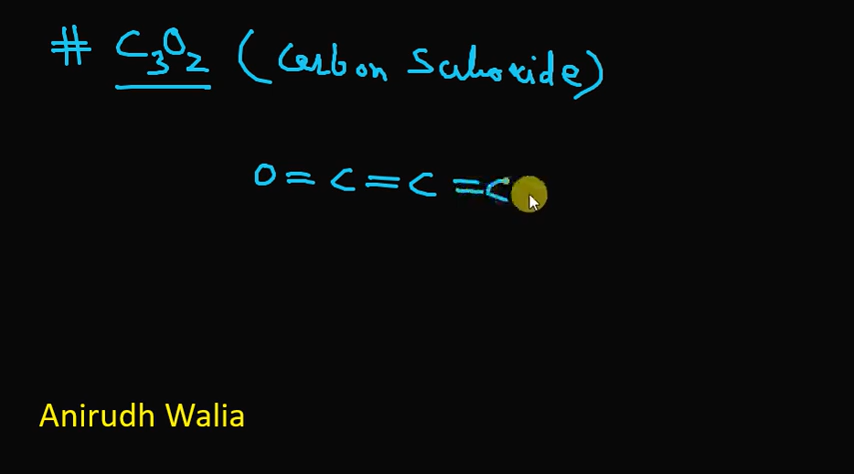 # C₃O₂ (Carbon Suboxide)
O = C = C = C
Anirudh Walia